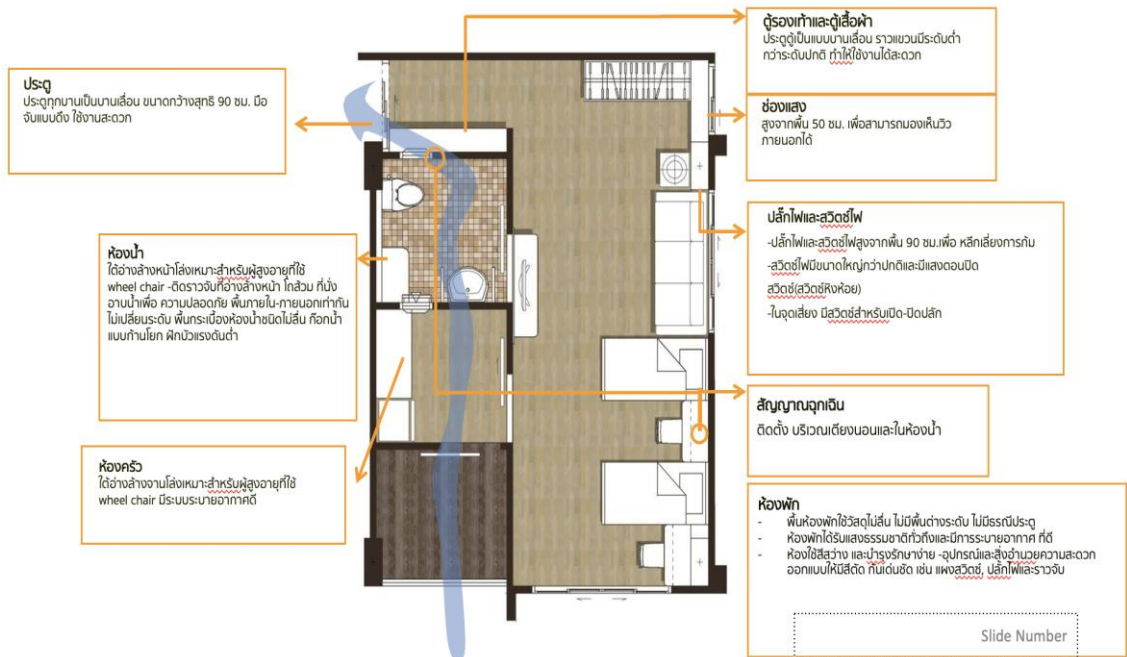 ประตู
ประตูทุกบานเป็นบานเลื่อน ขนาดกว้างสุทธิ 90 ซม. มือ
จับแบบดึง ใช้งานสะดวก
ห้องน้ำ
ใต้อ่างล้างหน้าโล่งเหมาะสำหรับผู้สูงอายุที่ใช้
wheel chair -ติดราวจับที่อ่างล้างหน้า โถส้วม ที่นั่ง
อาบน้ำเพื่อ ความปลอดภัย พื้นภายใน-ภายนอกเท่ากัน
ไม่เปลี่ยนระดับ พื้นกระเบื้องห้องน้ำชนิดไม่ลื่น ก๊อกน้ำ
แบบก้านโยก ฝักบัวแรงดันต่ำ
ห้องครัว
ใต้อ่างล้างจานโล่งเหมาะสำหรับผู้สูงอายุที่ใช้
wheel chair มีระบบระบายอากาศดี
ตู้รองเท้าและตู้เสื้อผ้า
ประตูตู้เป็นแบบบานเลื่อน ราวแขวนมีระดับต่ำ
กว่าระดับปกติ ทำให้ใช้งานได้สะดวก
ช่องแสง
สูงจากพื้น 50 ซม. เพื่อสามารถมองเห็นวิว
ภายนอกได้
ปลั๊กไฟและสวิตช์ไฟ
-ปลั๊กไฟและสวิตช์ไฟสูงจากพื้น 90 ซม.เพื่อ หลีกเลี่ยงการก้ม
-สวิตช์ไฟมีขนาดใหญ่กว่าปกติและมีแสงตอนปิด
สวิตช์(สวิตช์หิ่งห้อย)
-ในจุดเสี่ยง มีสวิตช์สำหรับเปิด-ปิดปลั๊ก
สัญญาณฉุกเฉิน
ติดตั้ง บริเวณเตียงนอนและในห้องน้ำ
ห้องพัก
- พื้นห้องพักใช้วัสดุไม่ลื่น ไม่มีพื้นต่างระดับ ไม่มีธรณีประตู
- ห้องพักได้รับแสงธรรมชาติทั่วถึงและมีการระบายอากาศ ที่ดี
- ห้องใช้สีสว่าง และบำรุงรักษาง่าย -อุปกรณ์และสิ่งอำนวยความสะดวก
ออกแบบให้มีสีตัด กันเด่นชัด เช่น แผงสวิตช์, ปลั๊กไฟและราวจับ
Slide Number